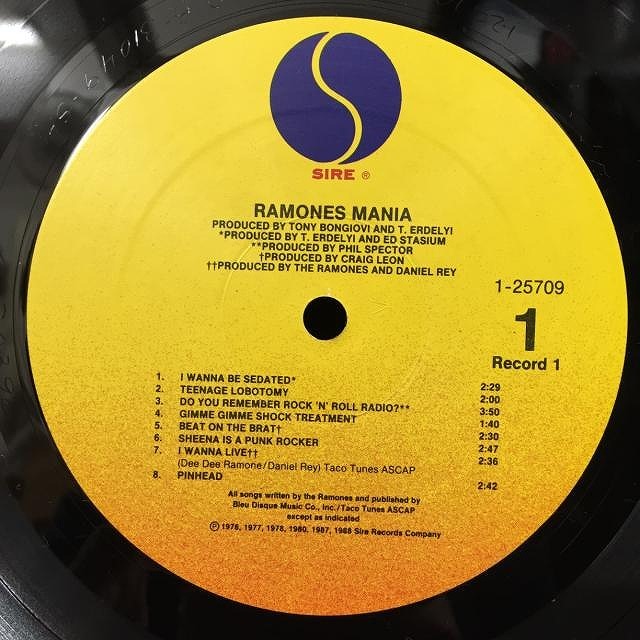 SIRE ®
RAMONES MANIA
PRODUCED BY TONY BONGIOVI AND T. ERDELYI
*PRODUCED BY T. ERDELYI AND ED STASIUM
**PRODUCED BY PHIL SPECTOR
†PRODUCED BY CRAIG LEON
††PRODUCED BY THE RAMONES AND DANIEL REY
1-25709
1
Record 1
1. I WANNA BE SEDATED* 2:29
2. TEENAGE LOBOTOMY 2:00
3. DO YOU REMEMBER ROCK 'N' ROLL RADIO?** 3:50
4. GIMME GIMME SHOCK TREATMENT 1:40
5. BEAT ON THE BRAT† 2:30
6. SHEENA IS A PUNK ROCKER 2:47
7. I WANNA LIVE†† 2:36
(Dee Dee Ramone/Daniel Rey) Taco Tunes ASCAP
8. PINHEAD 2:42
All songs written by the Ramones and published by
Bleu Disque Music Co., Inc./Taco Tunes ASCAP
except as indicated
℗ 1976, 1977, 1978, 1980, 1987, 1988 Sire Records Company